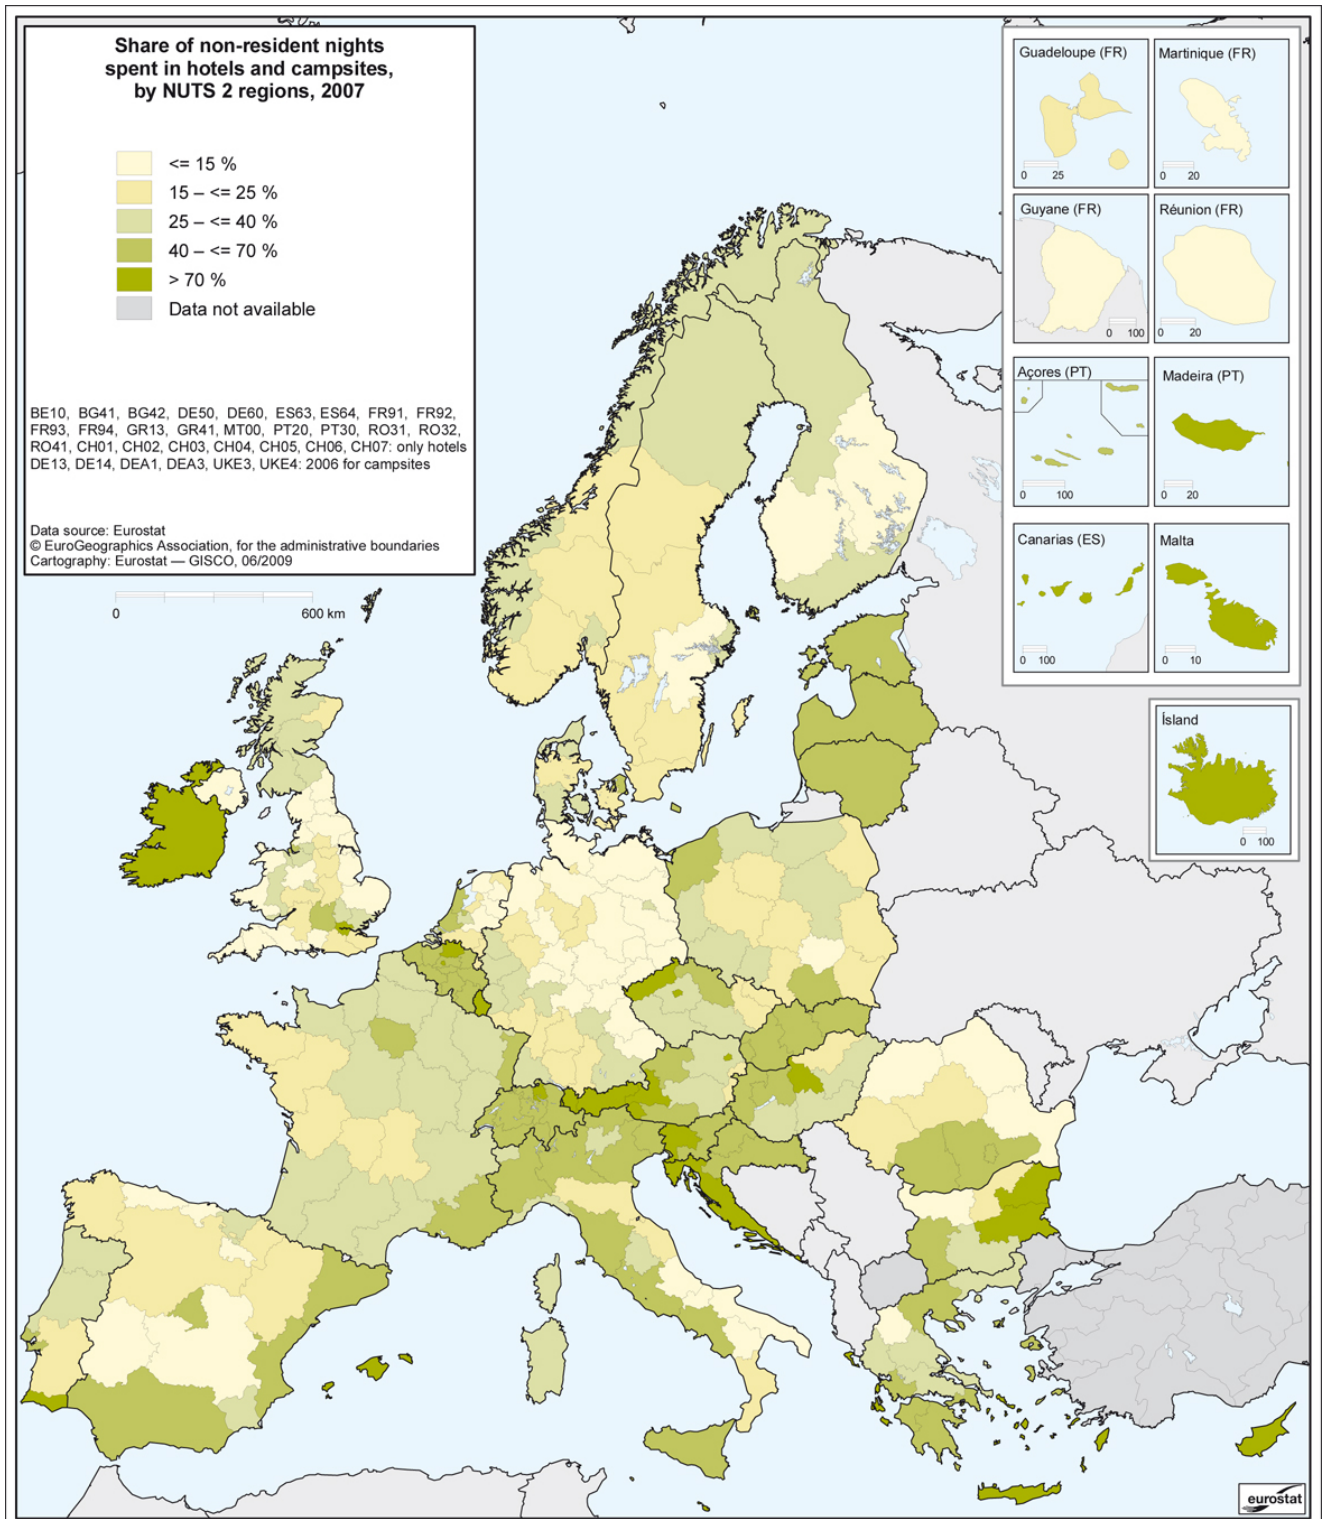 Share of non-resident nights
spent in hotels and campsites,
by NUTS 2 regions, 2007
<= 15 %
15 – <= 25 %
25 – <= 40 %
40 – <= 70 %
> 70 %
Data not available
BE10, BG41, BG42, DE50, DE60, ES63, ES64, FR91, FR92,
FR93, FR94, GR13, GR41, MT00, PT20, PT30, RO31, RO32,
RO41, CH01, CH02, CH03, CH04, CH05, CH06, CH07: only hotels
DE13, DE14, DEA1, DEA3, UKE3, UKE4: 2006 for campsites
Data source: Eurostat
© EuroGeographics Association, for the administrative boundaries
Cartography: Eurostat — GISCO, 06/2009
0 600 km
Guadeloupe (FR)
0 25
Martinique (FR)
0 20
Guyane (FR)
0 100
Réunion (FR)
0 20
Açores (PT)
0 100
Madeira (PT)
0 20
Canarias (ES)
0 100
Malta
0 10
Ísland
0 100
eurostat